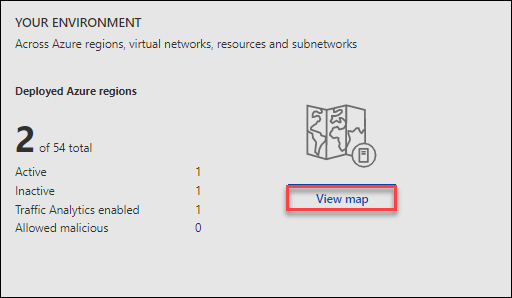 YOUR ENVIRONMENT
Across Azure regions, virtual networks, resources and subnetworks
Deployed Azure regions
2 of 54 total
Active 1
Inactive 1
Traffic Analytics enabled 1
Allowed malicious 0
View map